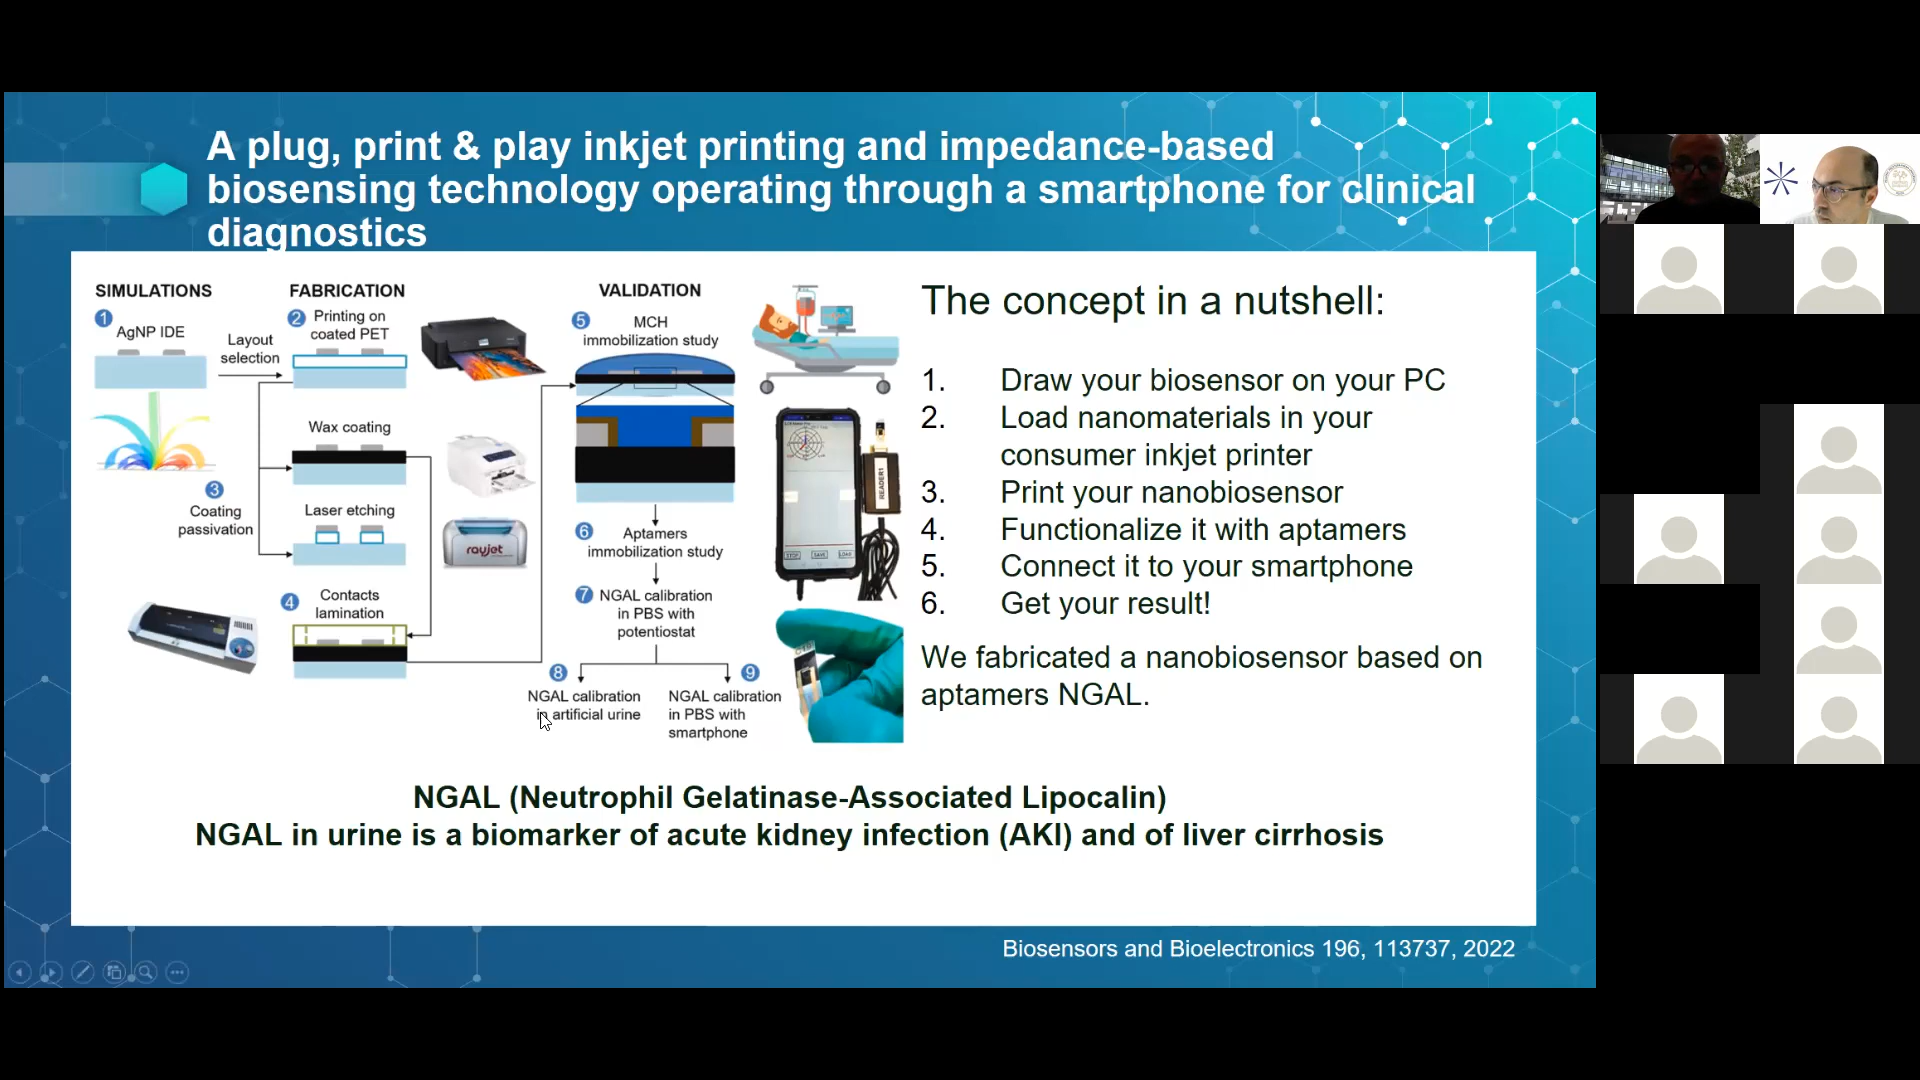 A plug, print & play inkjet printing and impedance-based
biosensing technology operating through a smartphone for clinical
diagnostics
SIMULATIONS
1
AgNP IDE
Layout
selection
3
Coating
passivation
FABRICATION
2
Printing on
coated PET
Wax coating
Laser etching
rayjet
4
Contacts
lamination
VALIDATION
5
MCH
immobilization study
6
Aptamers
immobilization study
7
NGAL calibration
in PBS with
potentiostat
8
NGAL calibration
in artificial urine
9
NGAL calibration
in PBS with
smartphone
READER1
STOP
SAVE
LOAD
The concept in a nutshell:
1. Draw your biosensor on your PC
2. Load nanomaterials in your
consumer inkjet printer
3. Print your nanobiosensor
4. Functionalize it with aptamers
5. Connect it to your smartphone
6. Get your result!
We fabricated a nanobiosensor based on
aptamers NGAL.
NGAL (Neutrophil Gelatinase-Associated Lipocalin)
NGAL in urine is a biomarker of acute kidney infection (AKI) and of liver cirrhosis
Biosensors and Bioelectronics 196, 113737, 2022